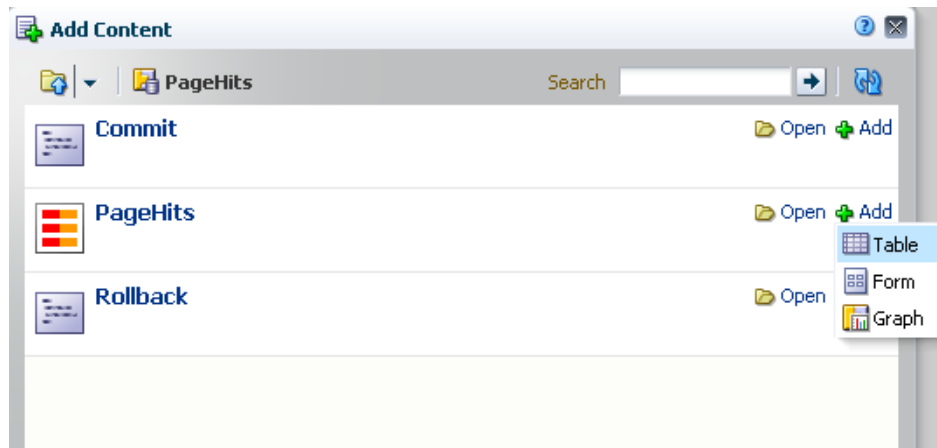 Add Content
PageHits Search
Commit Open Add
PageHits Open Add
Table
Form
Rollback Open
Graph